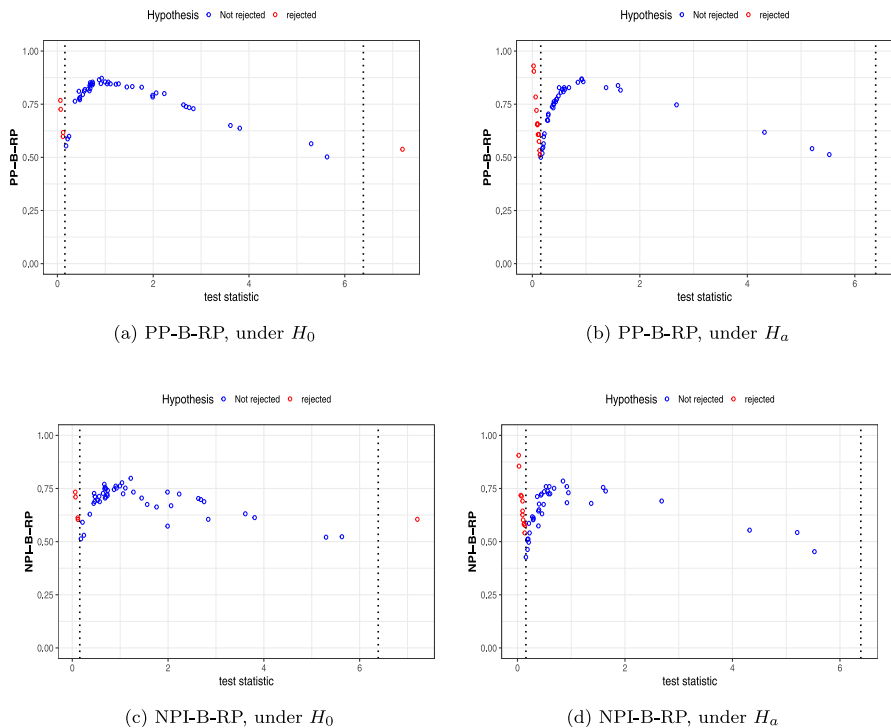 Hypothesis Not rejected rejected
1.00
0.75
0.50
0.25
0.00
PP-B-RP
0 2 4 6
test statistic
(a) PP-B-RP, under H0
Hypothesis Not rejected rejected
1.00
0.75
0.50
0.25
0.00
PP-B-RP
0 2 4 6
test statistic
(b) PP-B-RP, under Ha
Hypothesis Not rejected rejected
1.00
0.75
0.50
0.25
0.00
NPI-B-RP
0 2 4 6
test statistic
(c) NPI-B-RP, under H0
Hypothesis Not rejected rejected
1.00
0.75
0.50
0.25
0.00
NPI-B-RP
0 2 4 6
test statistic
(d) NPI-B-RP, under Ha